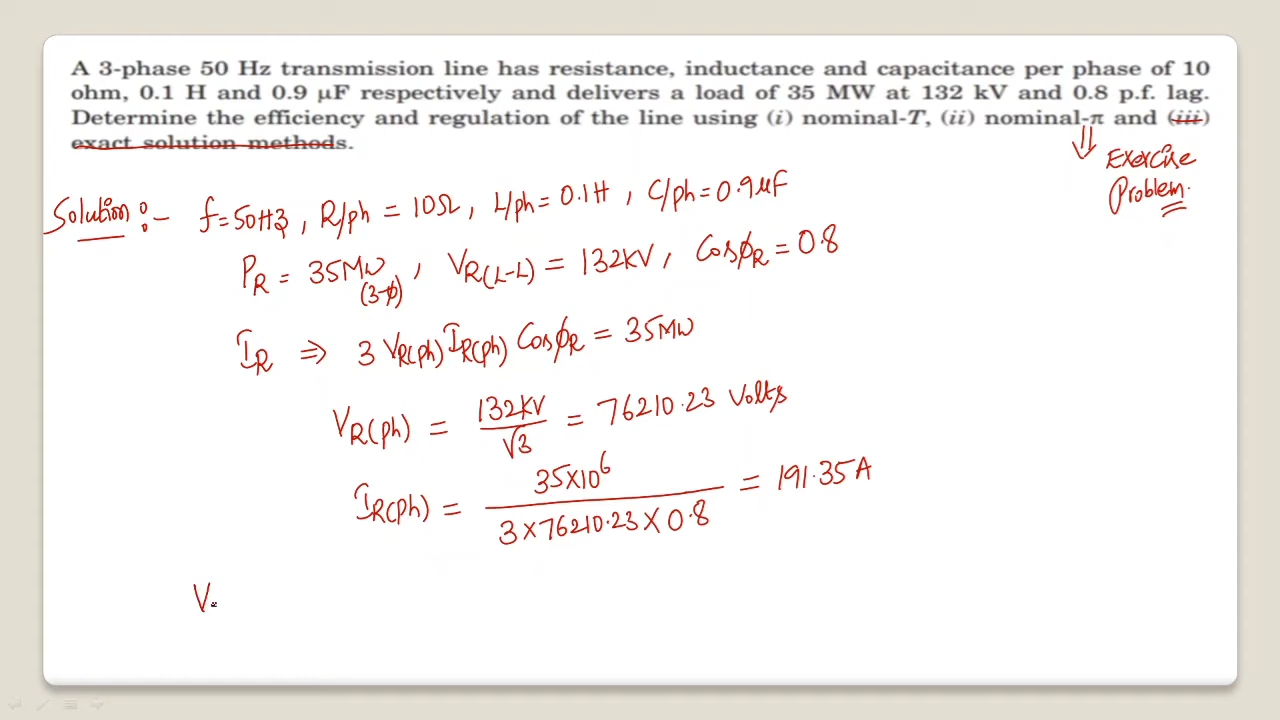 A 3-phase 50 Hz transmission line has resistance, inductance and capacitance per phase of 10
ohm, 0.1 H and 0.9 μF respectively and delivers a load of 35 MW at 132 kV and 0.8 p.f. lag.
Determine the efficiency and regulation of the line using (i) nominal-T, (ii) nominal-π and (iii)
exact solution methods.
⇓ Exercise
Problem.
Solution :- f = 50Hz, R/ph = 10Ω, L/ph = 0.1H, C/ph = 0.9μF
P_R = 35MW (3-ϕ), V_R(L-L) = 132KV, Cosϕ_R = 0.8
I_R ⇒ 3 V_R(ph) I_R(ph) Cosϕ_R = 35MW
V_R(ph) = 132KV / √3 = 76210.23 Volts
I_R(ph) = 35×10⁶ / 3×76210.23×0.8 = 191.35A
V